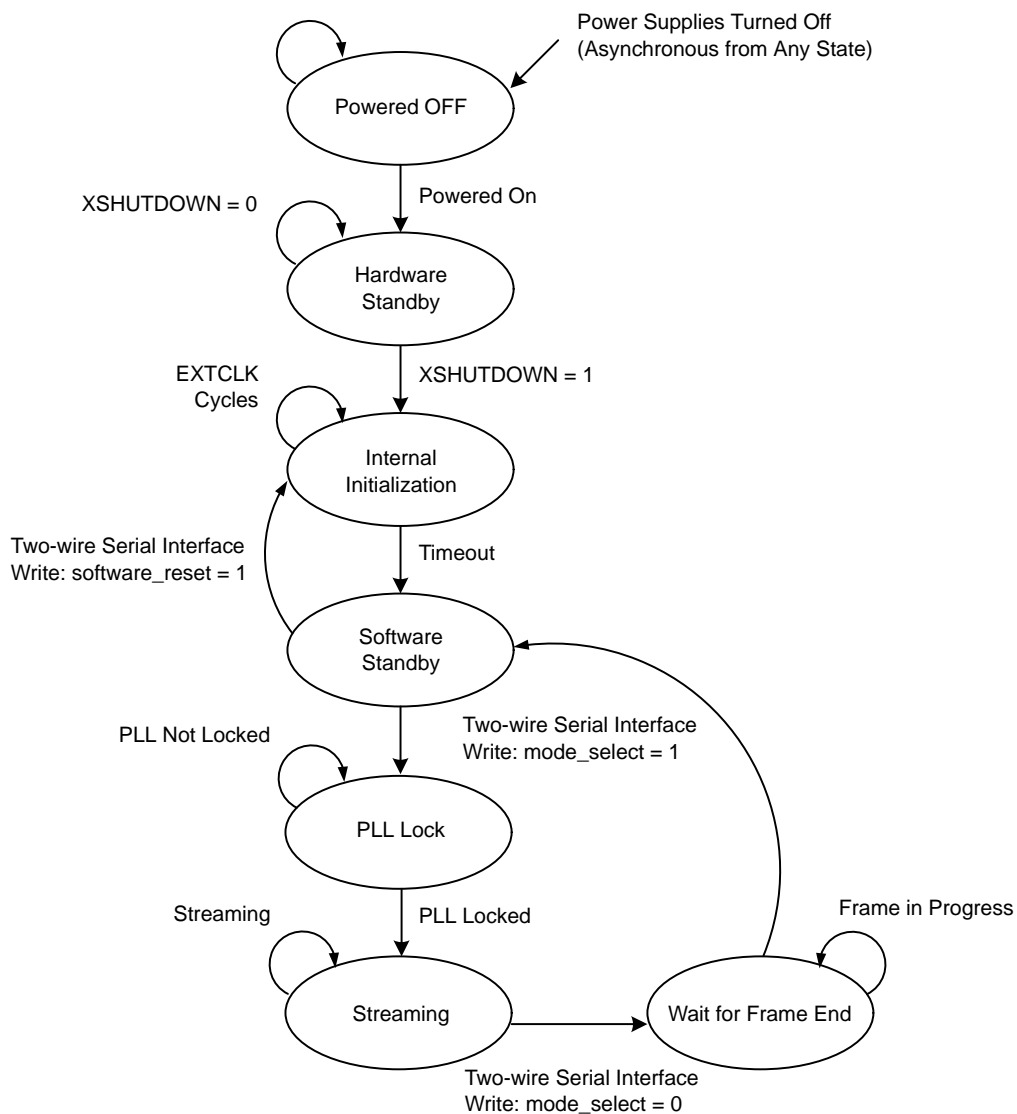 Power Supplies Turned Off
(Asynchronous from Any State)
Powered OFF
Powered On
XSHUTDOWN = 0
Hardware
Standby
XSHUTDOWN = 1
EXTCLK
Cycles
Internal
Initialization
Two-wire Serial Interface
Write: software_reset = 1
Timeout
Software
Standby
Two-wire Serial Interface
Write: mode_select = 1
PLL Not Locked
PLL Lock
Streaming
PLL Locked
Frame in Progress
Streaming
Wait for Frame End
Two-wire Serial Interface
Write: mode_select = 0